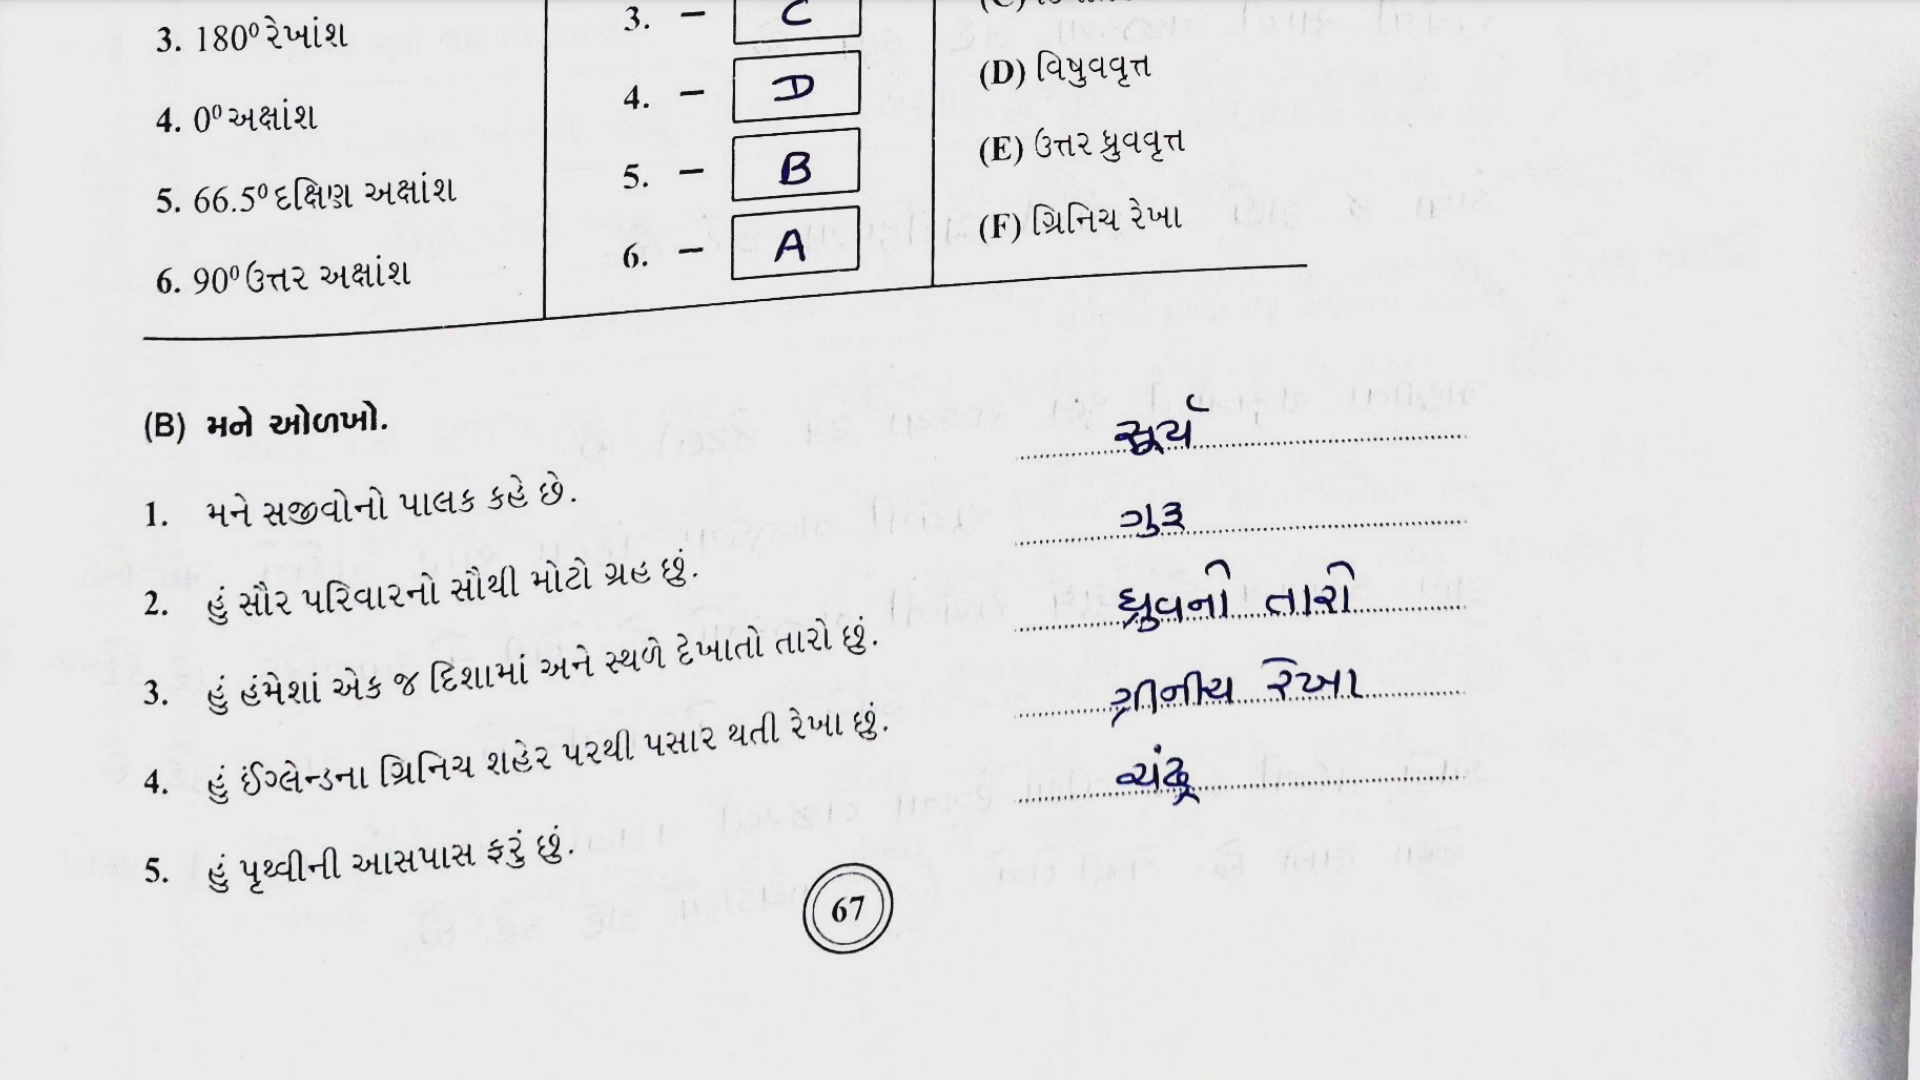 3. 180⁰ રેખાંશ 3. – C
4. 0⁰ અક્ષાંશ 4. – D (D) વિષુવવૃત્ત
5. 66.5⁰ દક્ષિણ અક્ષાંશ 5. – B (E) ઉત્તર ધ્રુવવૃત્ત
6. 90⁰ ઉત્તર અક્ષાંશ 6. – A (F) ગ્રિનિચ રેખા
(B) મને ઓળખો.
1. મને સજીવોનો પાલક કહે છે. સૂર્ય
2. હું સૌર પરિવારનો સૌથી મોટો ગ્રહ છું. ગુરૂ
3. હું હંમેશાં એક જ દિશામાં અને સ્થળે દેખાતો તારો છું. ધ્રુવનો તારો
4. હું ઈંગ્લેન્ડના ગ્રિનિચ શહેર પરથી પસાર થતી રેખા છું. ગ્રીનીચ રેખા
5. હું પૃથ્વીની આસપાસ ફરું છું. ચંદ્ર
67